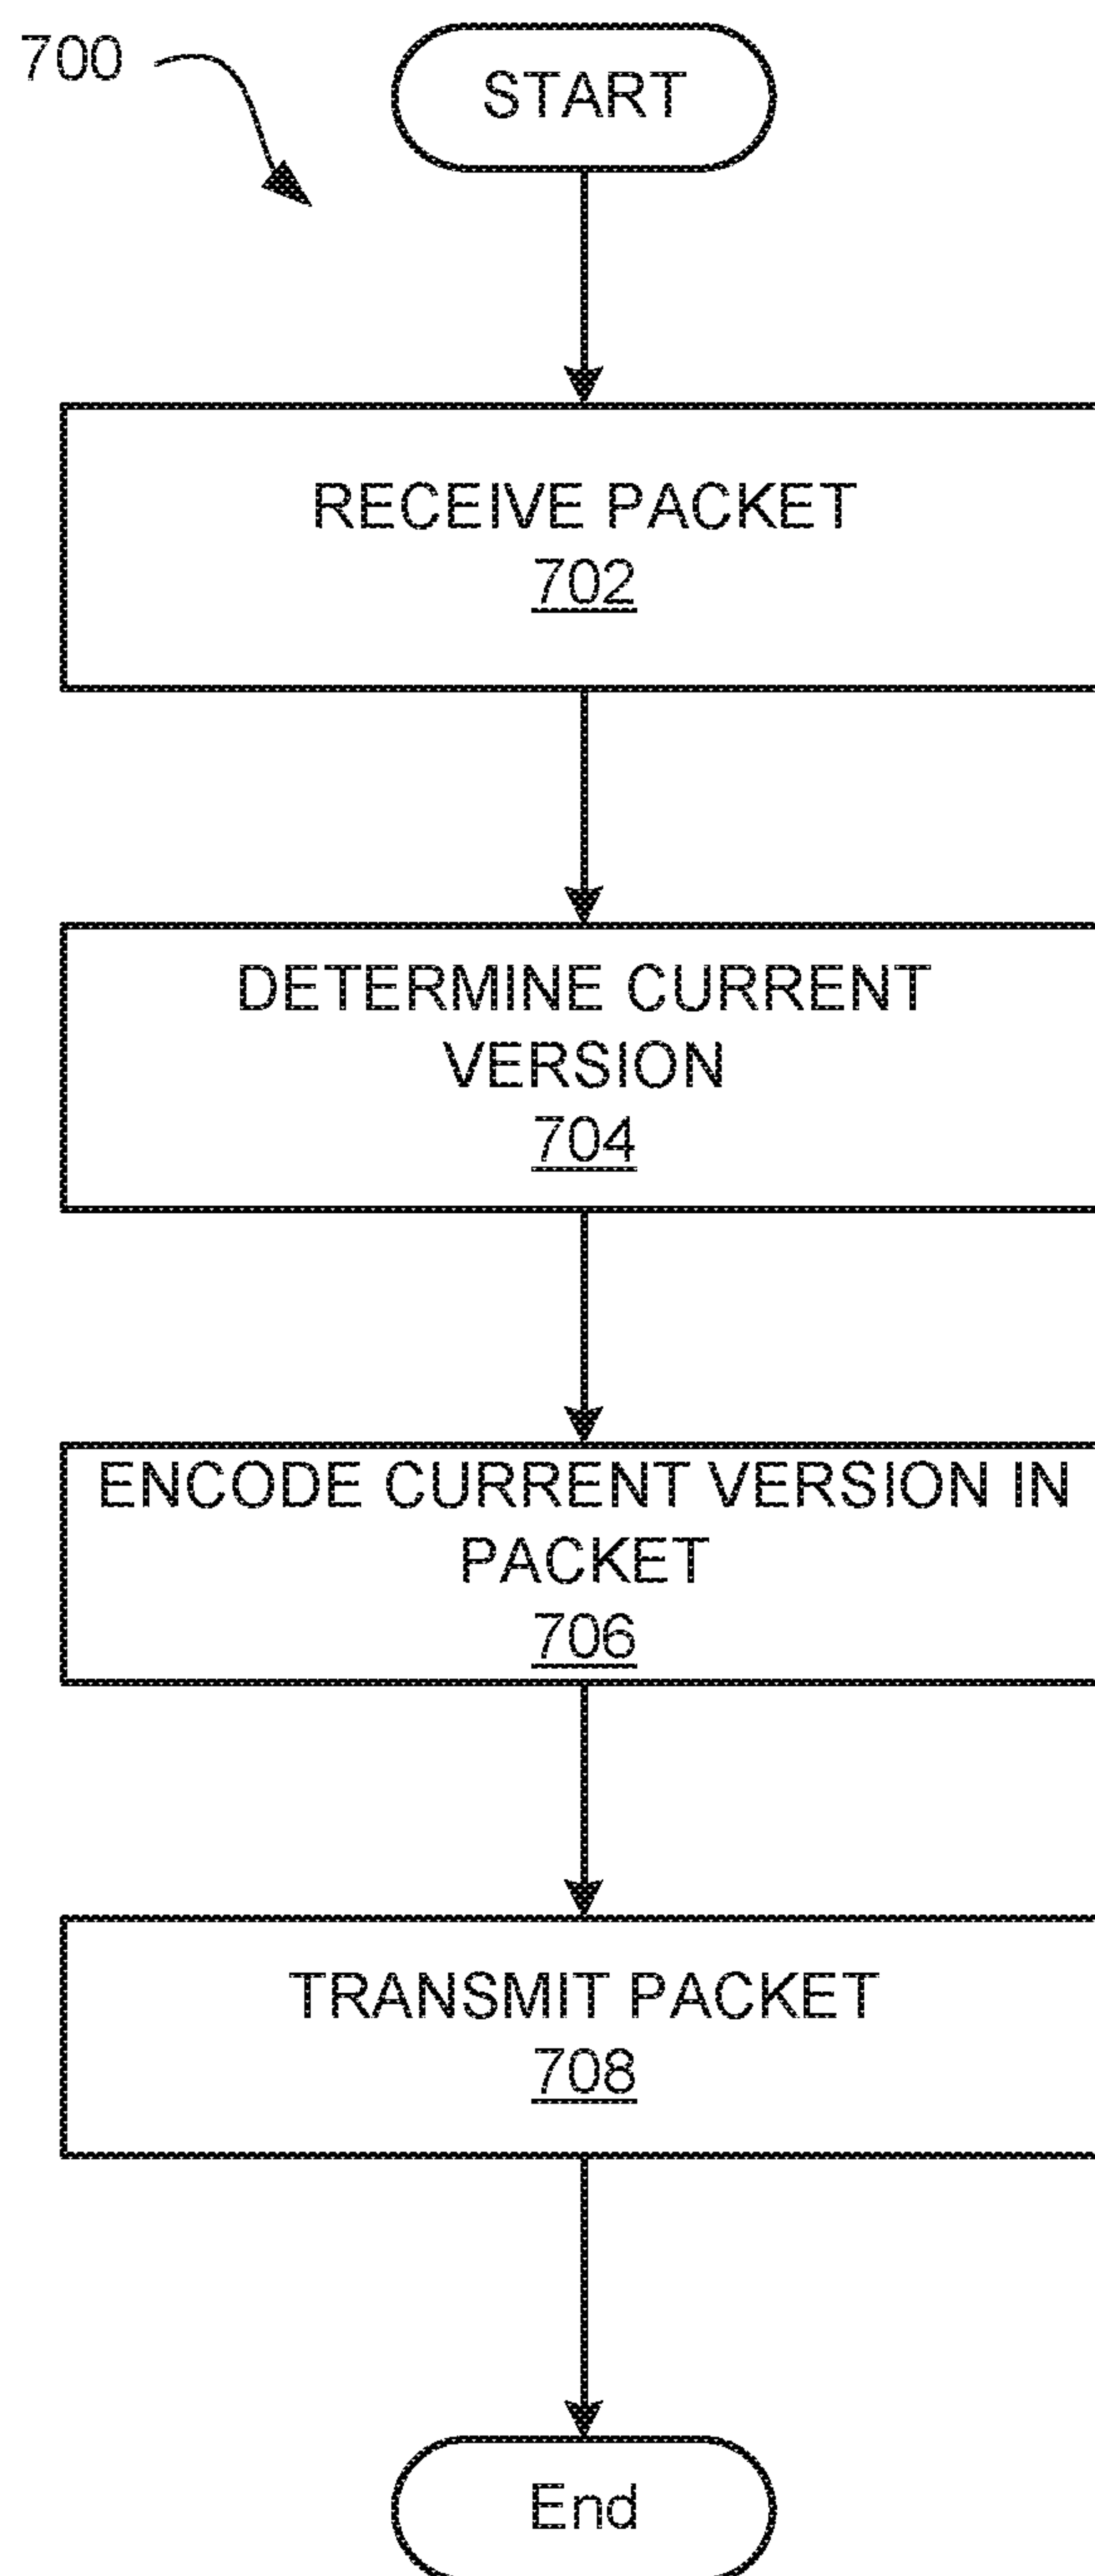 700
START
RECEIVE PACKET
702
DETERMINE CURRENT
VERSION
704
ENCODE CURRENT VERSION IN
PACKET
706
TRANSMIT PACKET
708
End